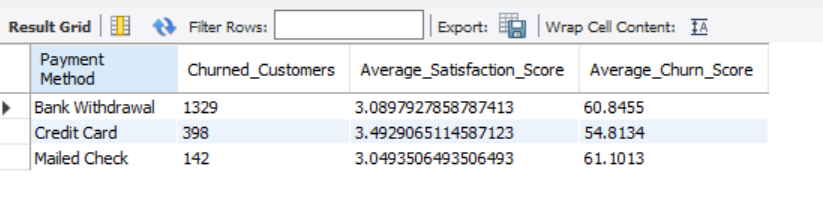 Result Grid Filter Rows: Export: Wrap Cell Content: IA
Payment Method Churned_Customers Average_Satisfaction_Score Average_Churn_Score
Bank Withdrawal 1329 3.0897927858787413 60.8455
Credit Card 398 3.4929065114587123 54.8134
Mailed Check 142 3.0493506493506493 61.1013